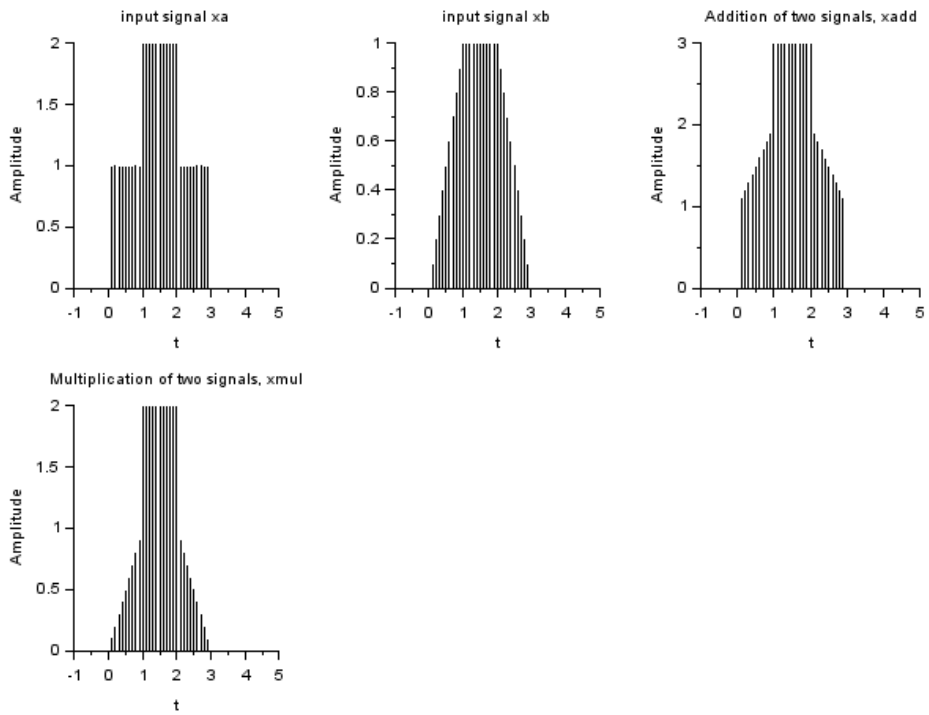 input signal xa
2
1.5
1
0.5
0
Amplitude
-1 0 1 2 3 4 5
t
input signal xb
1
0.8
0.6
0.4
0.2
0
Amplitude
-1 0 1 2 3 4 5
t
Addition of two signals, xadd
3
2
1
0
Amplitude
-1 0 1 2 3 4 5
t
Multiplication of two signals, xmul
2
1.5
1
0.5
0
Amplitude
-1 0 1 2 3 4 5
t